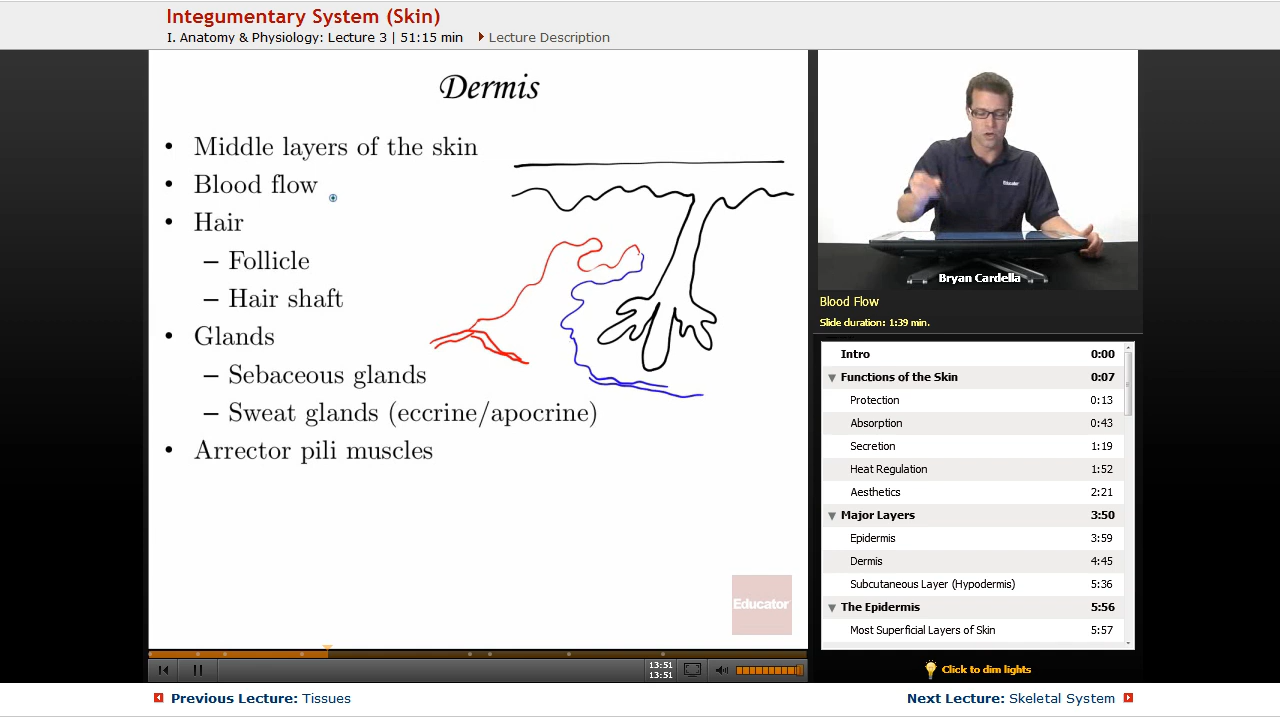 Integumentary System (Skin)
I. Anatomy & Physiology: Lecture 3 | 51:15 min
Lecture Description
Dermis
• Middle layers of the skin
• Blood flow
• Hair
– Follicle
– Hair shaft
• Glands
– Sebaceous glands
– Sweat glands (eccrine/apocrine)
• Arrector pili muscles
Educator
Educator
Bryan Cardella
Blood Flow
Slide duration: 1:39 min.
Intro 0:00
Functions of the Skin 0:07
Protection 0:13
Absorption 0:43
Secretion 1:19
Heat Regulation 1:52
Aesthetics 2:21
Major Layers 3:50
Epidermis 3:59
Dermis 4:45
Subcutaneous Layer (Hypodermis) 5:36
The Epidermis 5:56
Most Superficial Layers of Skin 5:57
13:51
13:51
Click to dim lights
Previous Lecture: Tissues
Next Lecture: Skeletal System